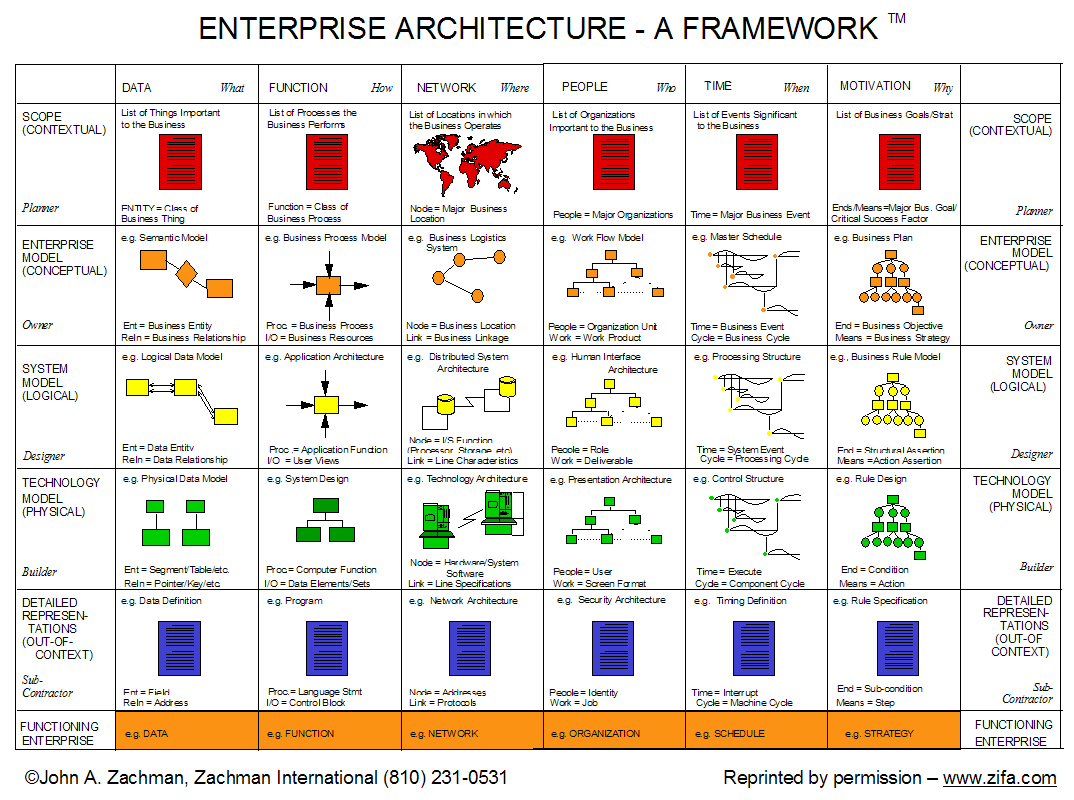 ENTERPRISE ARCHITECTURE - A FRAMEWORK ™
DATA What
FUNCTION How
NETWORK Where
PEOPLE Who
TIME When
MOTIVATION Why
SCOPE
(CONTEXTUAL)
Planner
List of Things Important
to the Business
ENTITY = Class of
Business Thing
List of Processes the
Business Performs
Function = Class of
Business Process
List of Locations in which
the Business Operates
Node = Major Business
Location
List of Organizations
Important to the Business
People = Major Organizations
List of Events Significant
to the Business
Time = Major Business Event
List of Business Goals/Strat
Ends/Means=Major Bus. Goal/
Critical Success Factor
SCOPE
(CONTEXTUAL)
Planner
ENTERPRISE
MODEL
(CONCEPTUAL)
Owner
e.g. Semantic Model
Ent = Business Entity
Reln = Business Relationship
e.g. Business Process Model
Proc. = Business Process
I/O = Business Resources
e.g. Business Logistics
System
Node = Business Location
Link = Business Linkage
e.g. Work Flow Model
People = Organization Unit
Work = Work Product
e.g. Master Schedule
Time = Business Event
Cycle = Business Cycle
e.g. Business Plan
End = Business Objective
Means = Business Strategy
ENTERPRISE
MODEL
(CONCEPTUAL)
Owner
SYSTEM
MODEL
(LOGICAL)
Designer
e.g. Logical Data Model
Ent = Data Entity
Reln = Data Relationship
e.g. Application Architecture
Proc .= Application Function
I/O = User Views
e.g. Distributed System
Architecture
Node = I/S Function
(Processor, Storage, etc)
Link = Line Characteristics
e.g. Human Interface
Architecture
People = Role
Work = Deliverable
e.g. Processing Structure
Time = System Event
Cycle = Processing Cycle
e.g., Business Rule Model
End = Structural Assertion
Means =Action Assertion
SYSTEM
MODEL
(LOGICAL)
Designer
TECHNOLOGY
MODEL
(PHYSICAL)
Builder
e.g. Physical Data Model
Ent = Segment/Table/etc.
Reln = Pointer/Key/etc.
e.g. System Design
Proc.= Computer Function
I/O = Data Elements/Sets
e.g. Technology Architecture
Node = Hardware/System
Software
Link = Line Specifications
e.g. Presentation Architecture
People = User
Work = Screen Format
e.g. Control Structure
Time = Execute
Cycle = Component Cycle
e.g. Rule Design
End = Condition
Means = Action
TECHNOLOGY
MODEL
(PHYSICAL)
Builder
DETAILED
REPRESEN-
TATIONS
(OUT-OF-
CONTEXT)
Sub-
Contractor
e.g. Data Definition
Ent = Field
Reln = Address
e.g. Program
Proc.= Language Stmt
I/O = Control Block
e.g. Network Architecture
Node = Addresses
Link = Protocols
e.g. Security Architecture
People = Identity
Work = Job
e.g. Timing Definition
Time = Interrupt
Cycle = Machine Cycle
e.g. Rule Specification
End = Sub-condition
Means = Step
DETAILED
REPRESEN-
TATIONS
(OUT-OF
CONTEXT)
Sub-
Contractor
FUNCTIONING
ENTERPRISE
e.g. DATA
e.g. FUNCTION
e.g. NETWORK
e.g. ORGANIZATION
e.g. SCHEDULE
e.g. STRATEGY
FUNCTIONING
ENTERPRISE
©John A. Zachman, Zachman International (810) 231-0531
Reprinted by permission – www.zifa.com